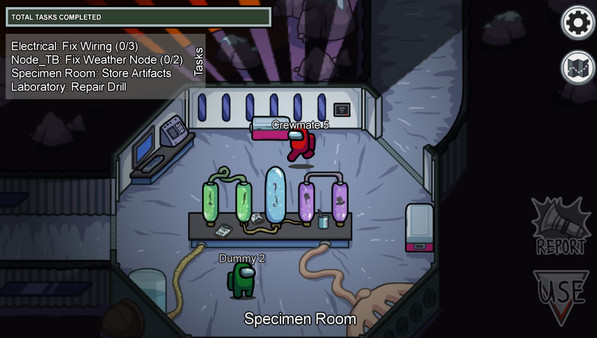 TOTAL TASKS COMPLETED
Electrical: Fix Wiring (0/3)
Node_TB: Fix Weather Node (0/2)
Specimen Room: Store Artifacts
Laboratory: Repair Drill
Tasks
Crewmate 5
Dummy 2
REPORT
USE
Specimen Room